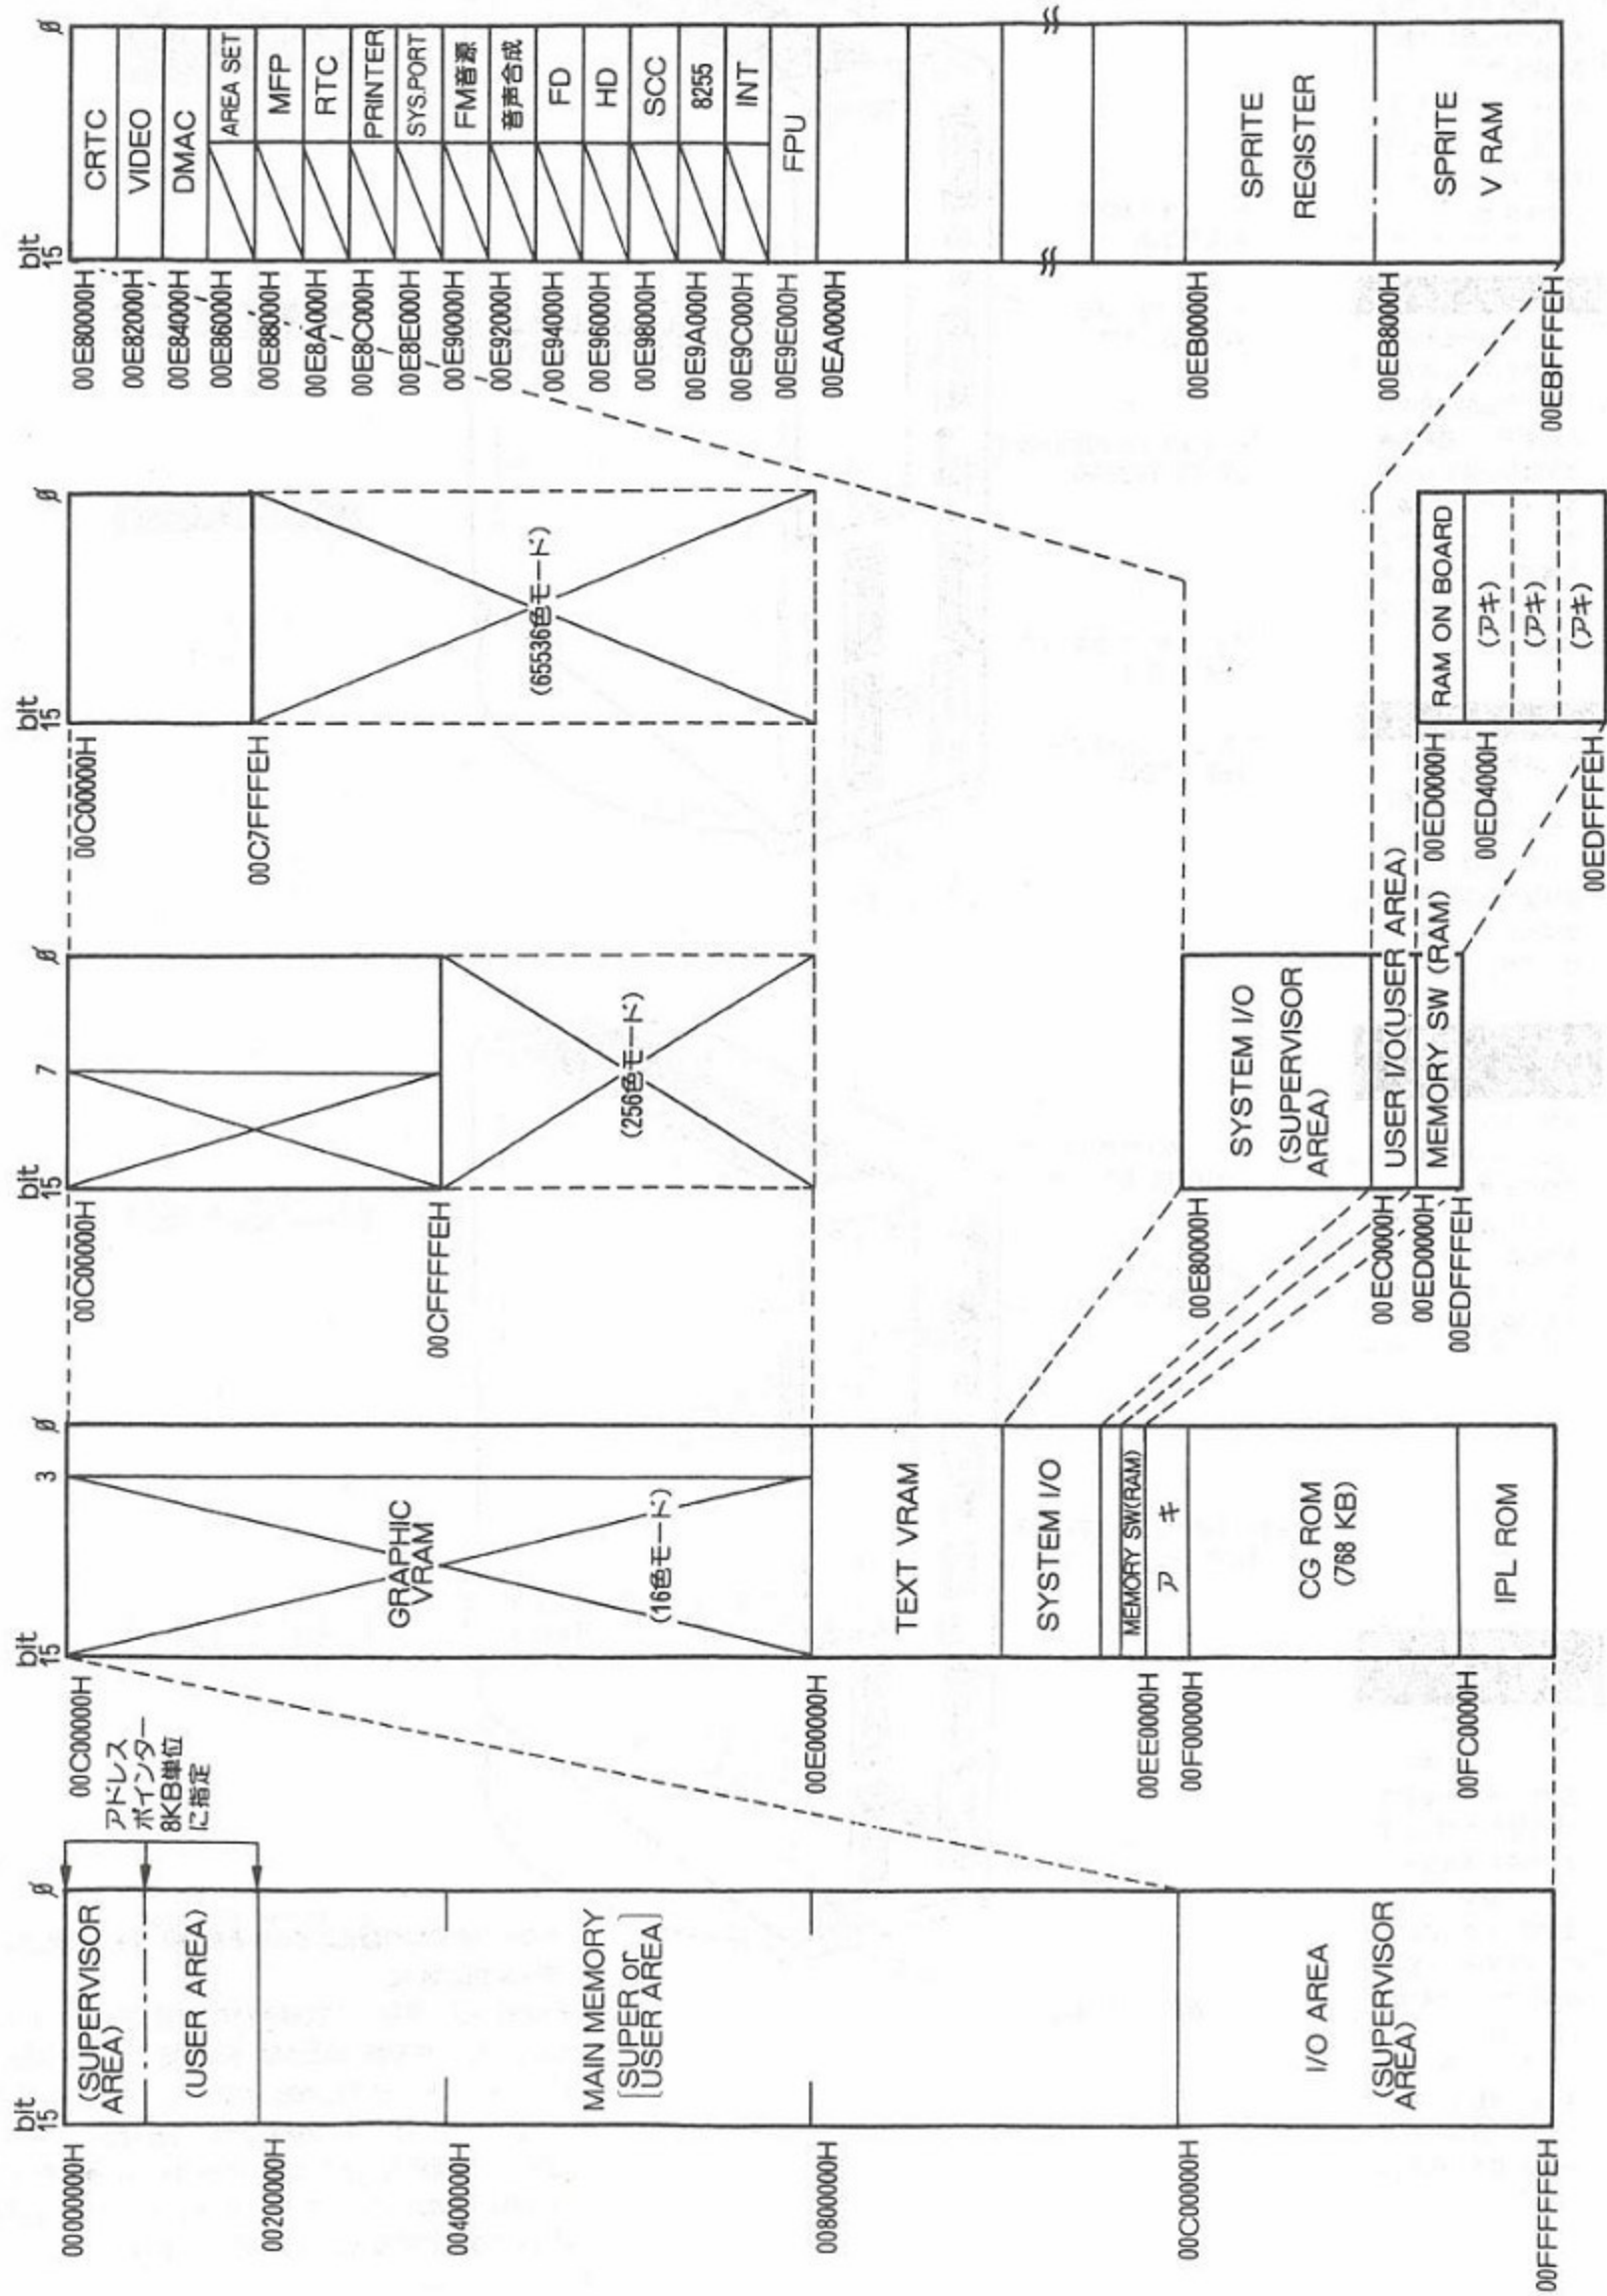 bit
15
Ø
00000000H
(SUPERVISOR
AREA)
(USER AREA)
00200000H
00400000H
MAIN MEMORY
[SUPER or
USER AREA]
00800000H
00C00000H
I/O AREA
(SUPERVISOR
AREA)
00FFFFFEH
アドレス
ポインター
8KB単位
に指定
bit
15
3
Ø
00C00000H
GRAPHIC
VRAM
(16色モード)
00E00000H
TEXT VRAM
SYSTEM I/O
MEMORY SW(RAM)
00EE0000H
アキ
00F00000H
CG ROM
(768 KB)
00FC0000H
IPL ROM
bit
15
7
Ø
00C00000H
00CFFFFEH
(256色モード)
00E80000H
SYSTEM I/O
(SUPERVISOR
AREA)
00EC0000H
USER I/O(USER AREA)
00ED0000H
MEMORY SW (RAM)
00EDFFFEH
bit
15
Ø
00C00000H
00C7FFFEH
(65536色モード)
00ED0000H
RAM ON BOARD
00ED4000H
(アキ)
(アキ)
(アキ)
00EDFFFEH
bit
15
Ø
00E80000H
CRTC
00E82000H
VIDEO
00E84000H
DMAC
00E86000H
AREA SET
00E88000H
MFP
00E8A000H
RTC
00E8C000H
PRINTER
00E8E000H
SYS.PORT
00E90000H
FM音源
00E92000H
音声合成
00E94000H
FD
00E96000H
HD
00E98000H
SCC
00E9A000H
8255
00E9C000H
INT
00E9E000H
FPU
00EA0000H
00EB0000H
SPRITE
REGISTER
00EB8000H
SPRITE
V RAM
00EBFFFEH